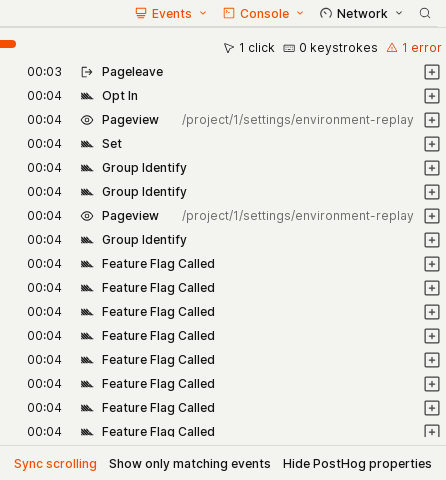 Events Console Network
1 click 0 keystrokes 1 error
00:03 Pageleave
00:04 Opt In
00:04 Pageview /project/1/settings/environment-replay
00:04 Set
00:04 Group Identify
00:04 Group Identify
00:04 Pageview /project/1/settings/environment-replay
00:04 Group Identify
00:04 Feature Flag Called
00:04 Feature Flag Called
00:04 Feature Flag Called
00:04 Feature Flag Called
00:04 Feature Flag Called
00:04 Feature Flag Called
00:04 Feature Flag Called
00:04 Feature Flag Called
Sync scrolling Show only matching events Hide PostHog properties